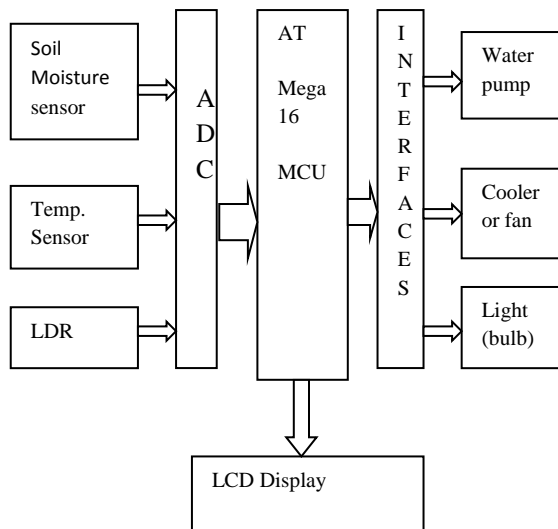 Soil
Moisture
sensor
Temp.
Sensor
LDR
A
D
C
AT
Mega
16
MCU
I
N
T
E
R
F
A
C
E
S
Water
pump
Cooler
or fan
Light
(bulb)
LCD Display